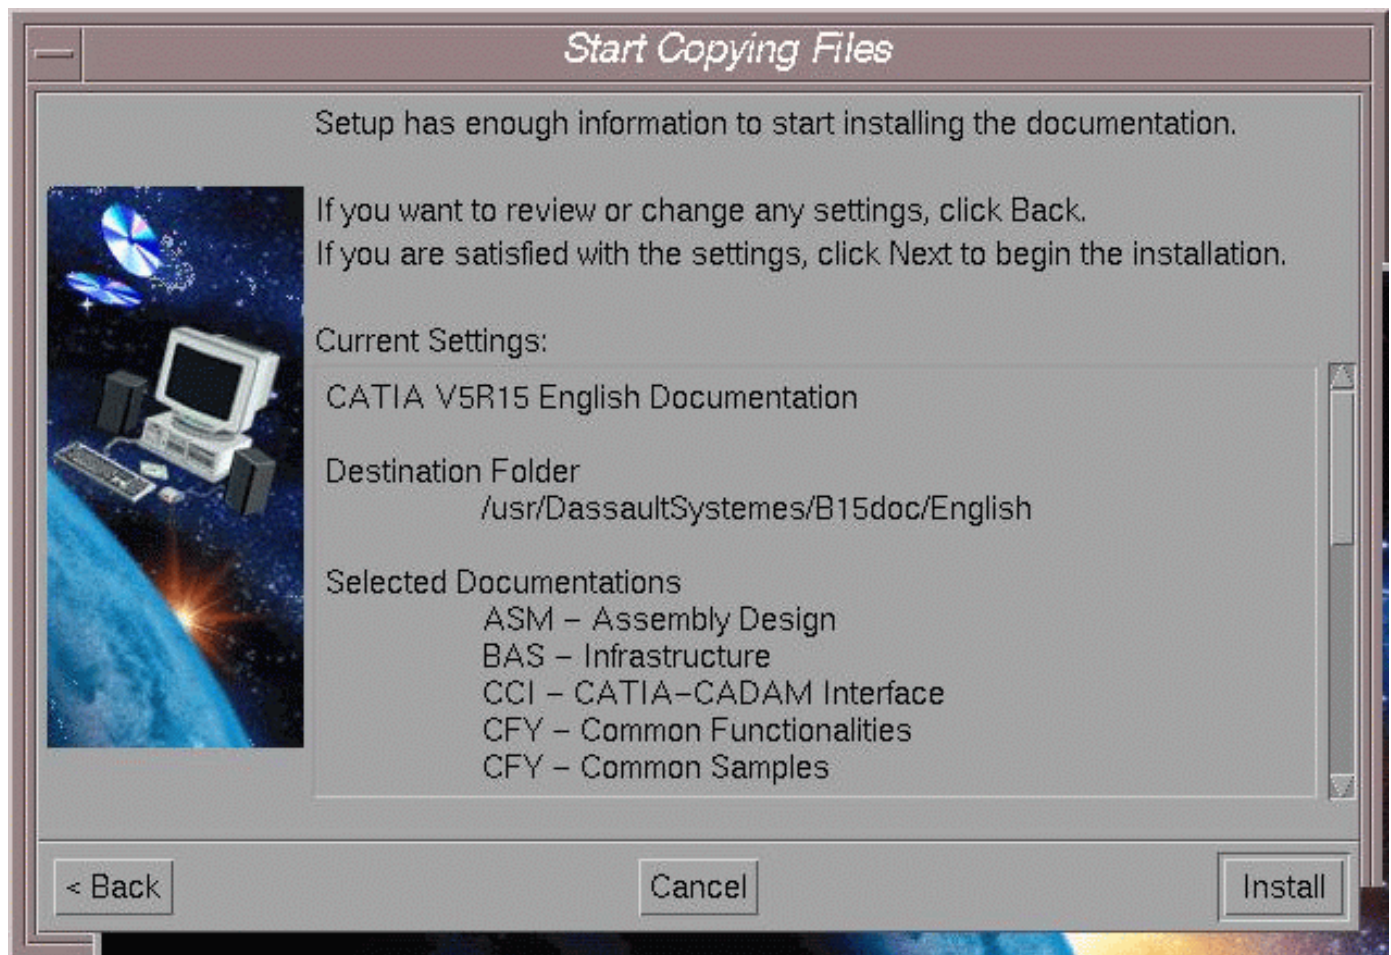 Start Copying Files
Setup has enough information to start installing the documentation.
If you want to review or change any settings, click Back.
If you are satisfied with the settings, click Next to begin the installation.
Current Settings:
CATIA V5R15 English Documentation
Destination Folder
/usr/DassaultSystemes/B15doc/English
Selected Documentations
ASM – Assembly Design
BAS – Infrastructure
CCI – CATIA–CADAM Interface
CFY – Common Functionalities
CFY – Common Samples
< Back
Cancel
Install